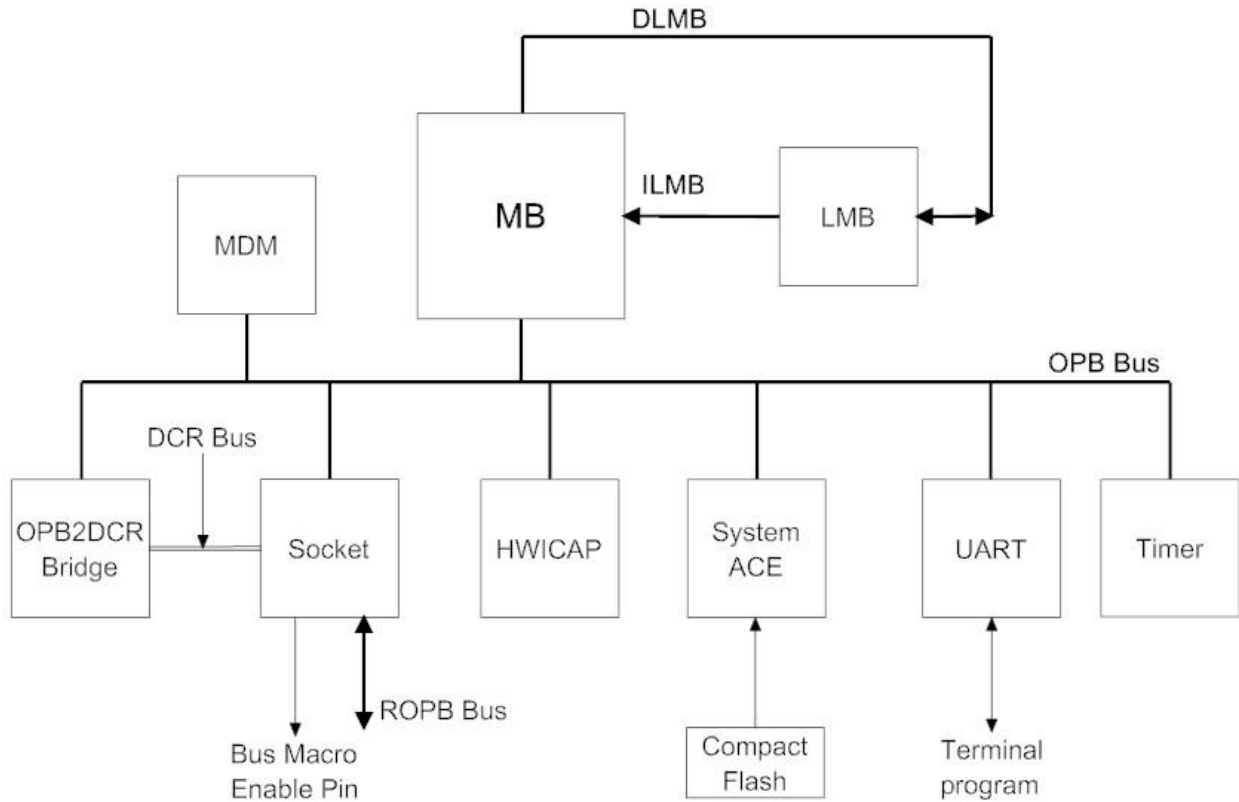 DLMB
ILMB
MB
LMB
MDM
OPB Bus
DCR Bus
OPB2DCR
Bridge
Socket
HWICAP
System
ACE
UART
Timer
ROPB Bus
Bus Macro
Enable Pin
Compact
Flash
Terminal
program